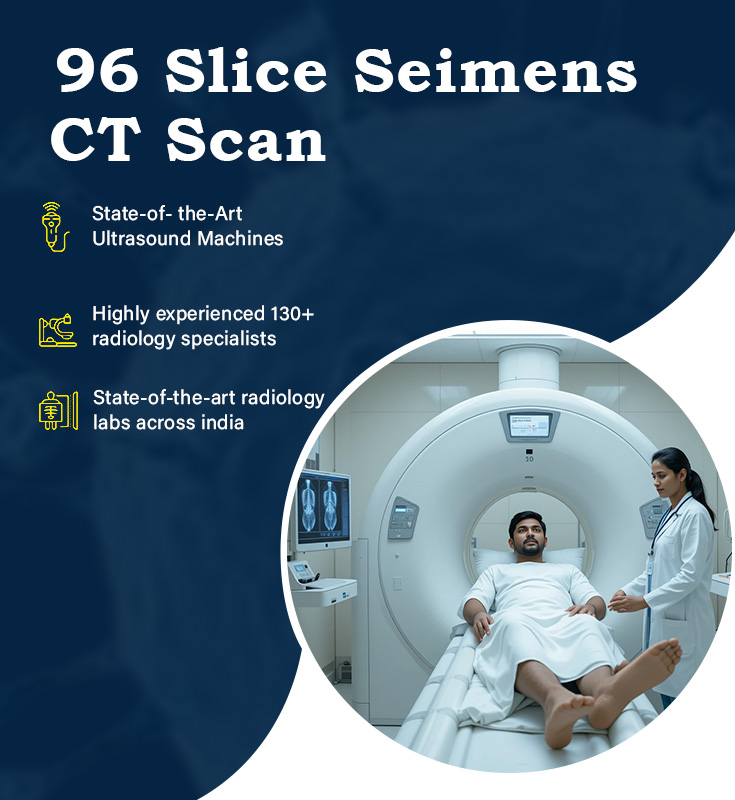 96 Slice Seimens
CT Scan
State-of- the-Art
Ultrasound Machines
Highly experienced 130+
radiology specialists
State-of-the-art radiology
labs across india